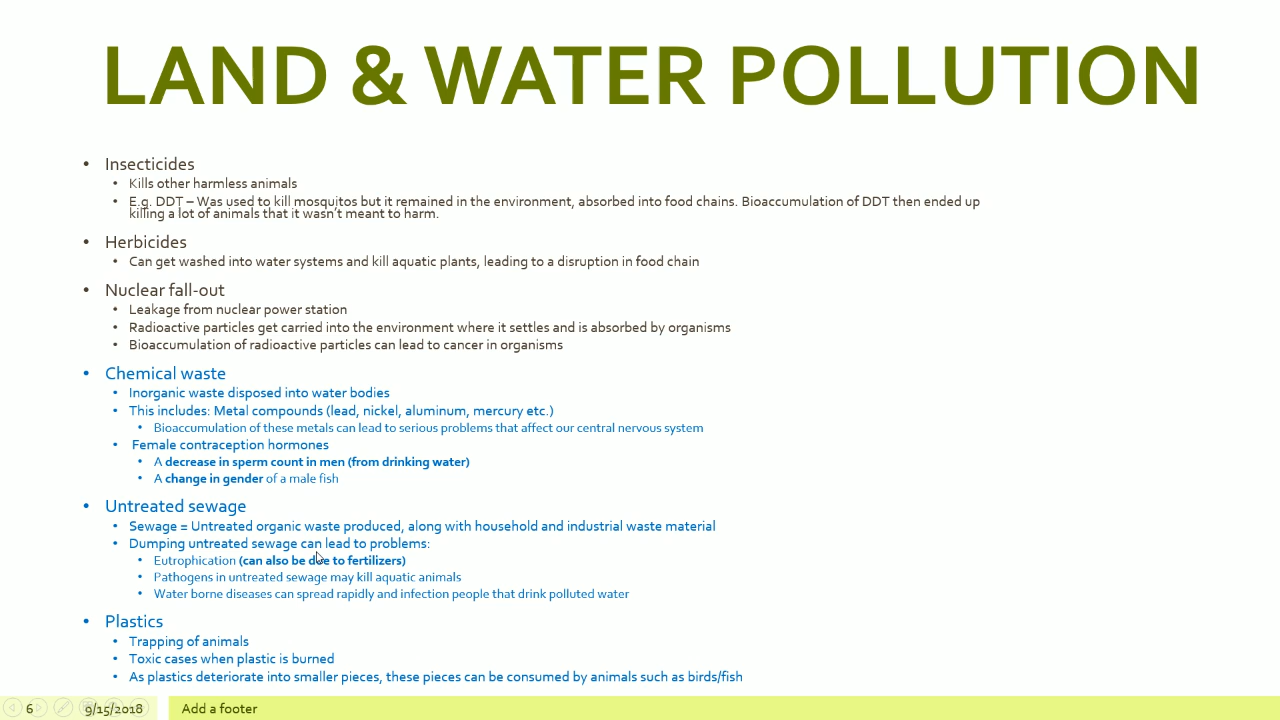 LAND & WATER POLLUTION
• Insecticides
• Kills other harmless animals
• E.g. DDT – Was used to kill mosquitos but it remained in the environment, absorbed into food chains. Bioaccumulation of DDT then ended up
killing a lot of animals that it wasn't meant to harm.
• Herbicides
• Can get washed into water systems and kill aquatic plants, leading to a disruption in food chain
• Nuclear fall-out
• Leakage from nuclear power station
• Radioactive particles get carried into the environment where it settles and is absorbed by organisms
• Bioaccumulation of radioactive particles can lead to cancer in organisms
• Chemical waste
• Inorganic waste disposed into water bodies
• This includes: Metal compounds (lead, nickel, aluminum, mercury etc.)
• Bioaccumulation of these metals can lead to serious problems that affect our central nervous system
• Female contraception hormones
• A decrease in sperm count in men (from drinking water)
• A change in gender of a male fish
• Untreated sewage
• Sewage = Untreated organic waste produced, along with household and industrial waste material
• Dumping untreated sewage can lead to problems:
• Eutrophication (can also be due to fertilizers)
• Pathogens in untreated sewage may kill aquatic animals
• Water borne diseases can spread rapidly and infection people that drink polluted water
• Plastics
• Trapping of animals
• Toxic cases when plastic is burned
• As plastics deteriorate into smaller pieces, these pieces can be consumed by animals such as birds/fish
6 9/15/2018 Add a footer